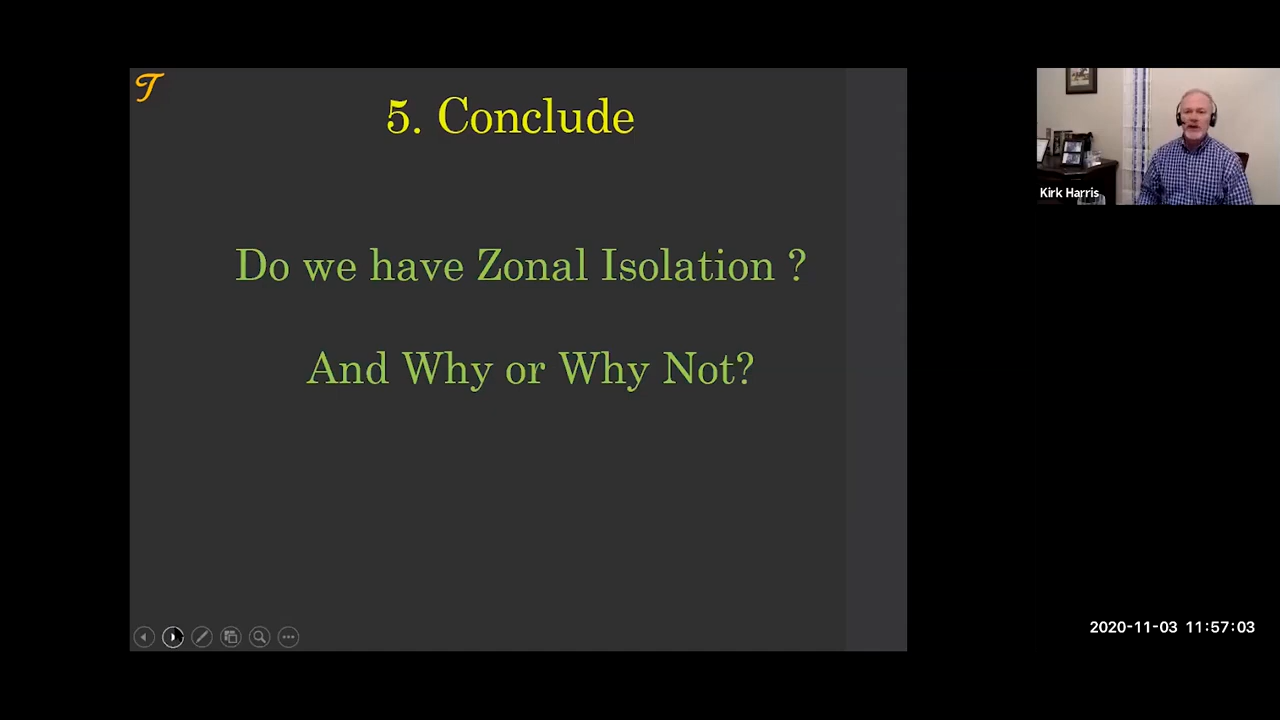 T
5. Conclude
Do we have Zonal Isolation ?
And Why or Why Not?
Kirk Harris
2020-11-03 11:57:03